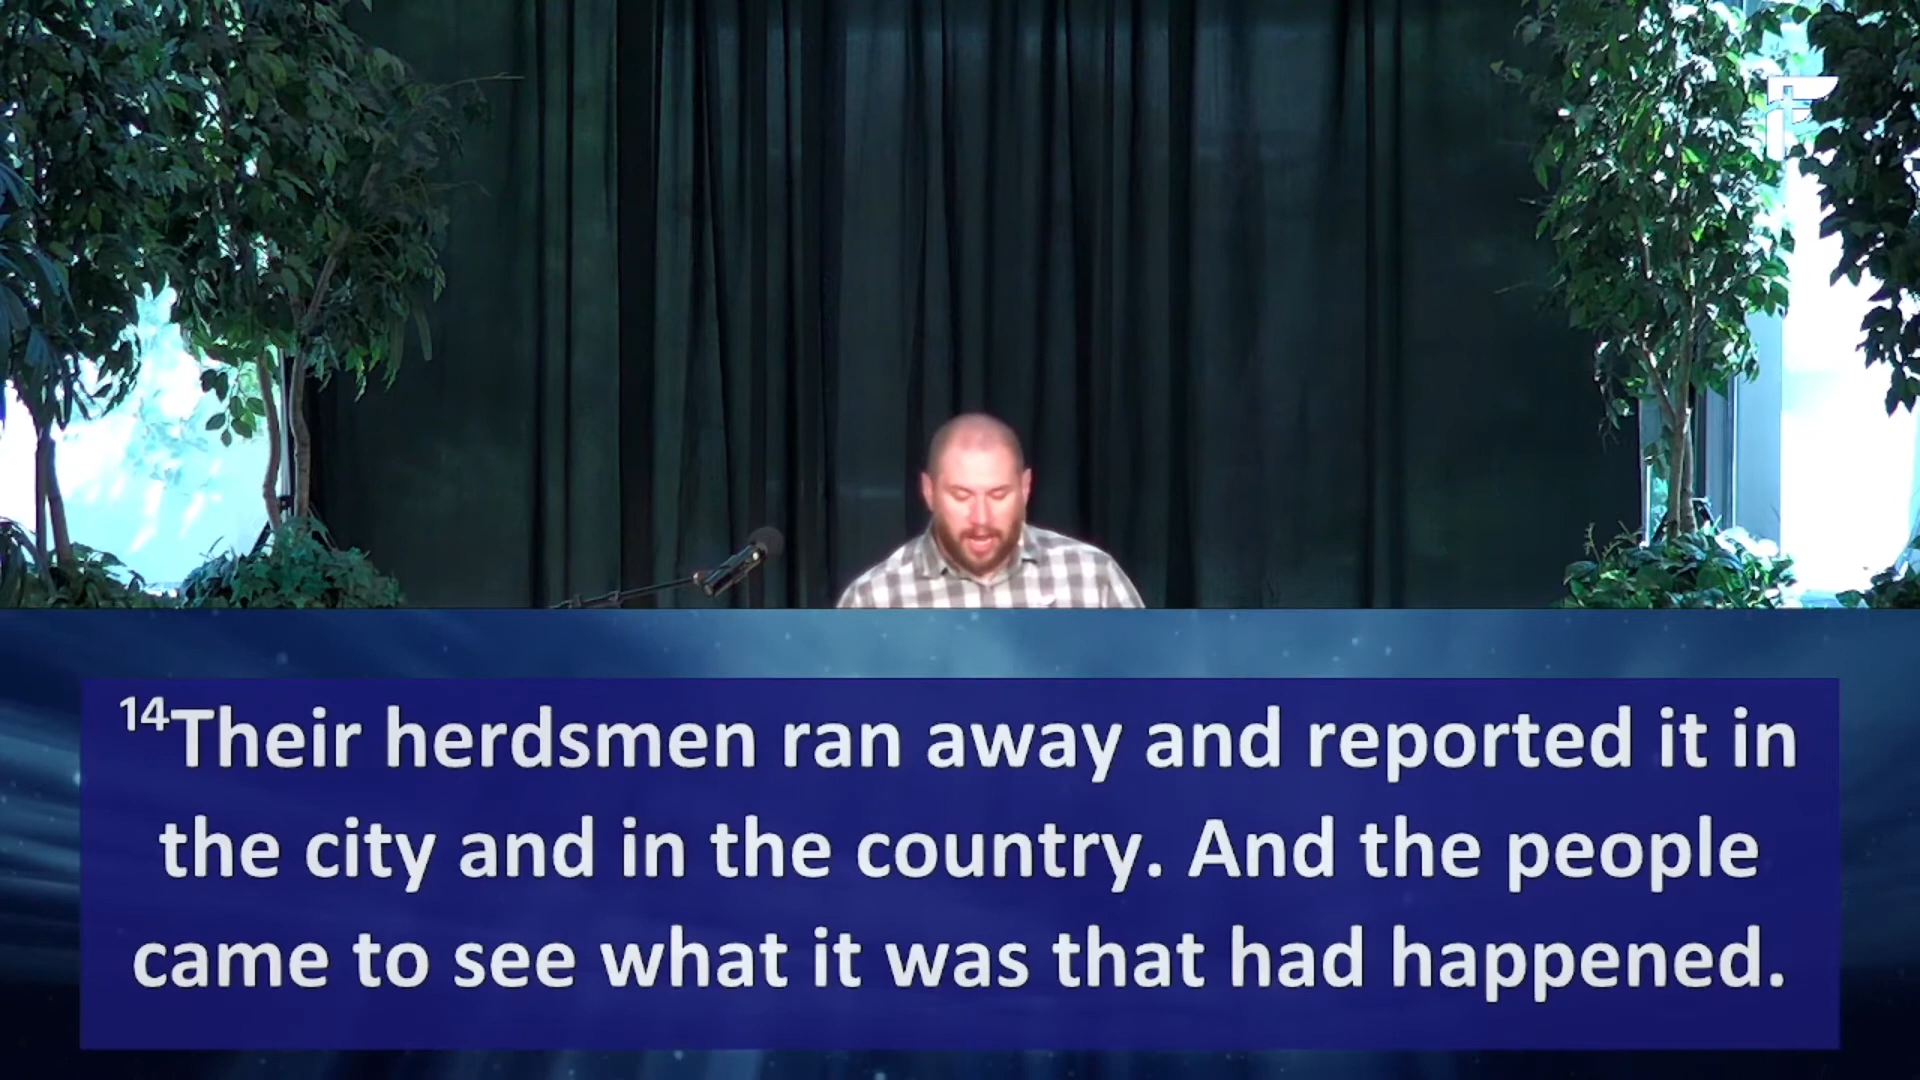 ¹⁴Their herdsmen ran away and reported it in
the city and in the country. And the people
came to see what it was that had happened.